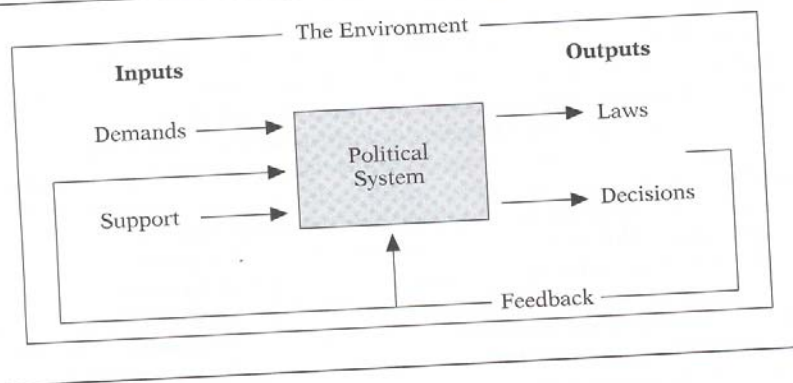 The Environment
Inputs
Outputs
Demands
Laws
Political
System
Support
Decisions
Feedback